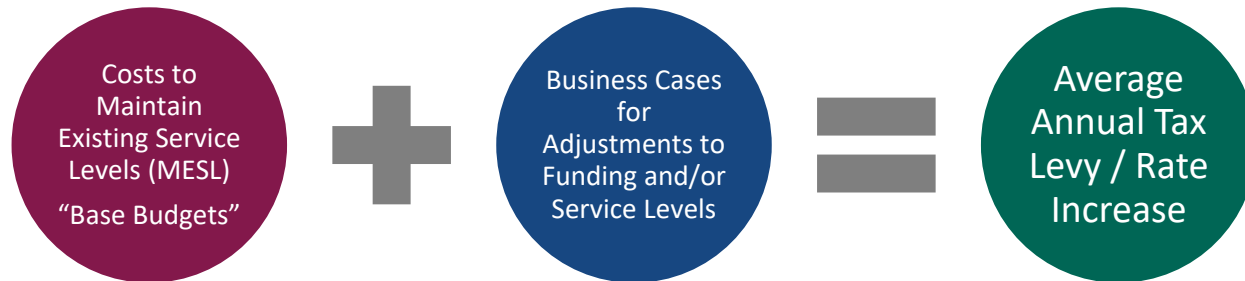 Costs to
Maintain
Existing Service
Levels (MESL)
“Base Budgets”
Business Cases
for
Adjustments to
Funding and/or
Service Levels
Average
Annual Tax
Levy / Rate
Increase